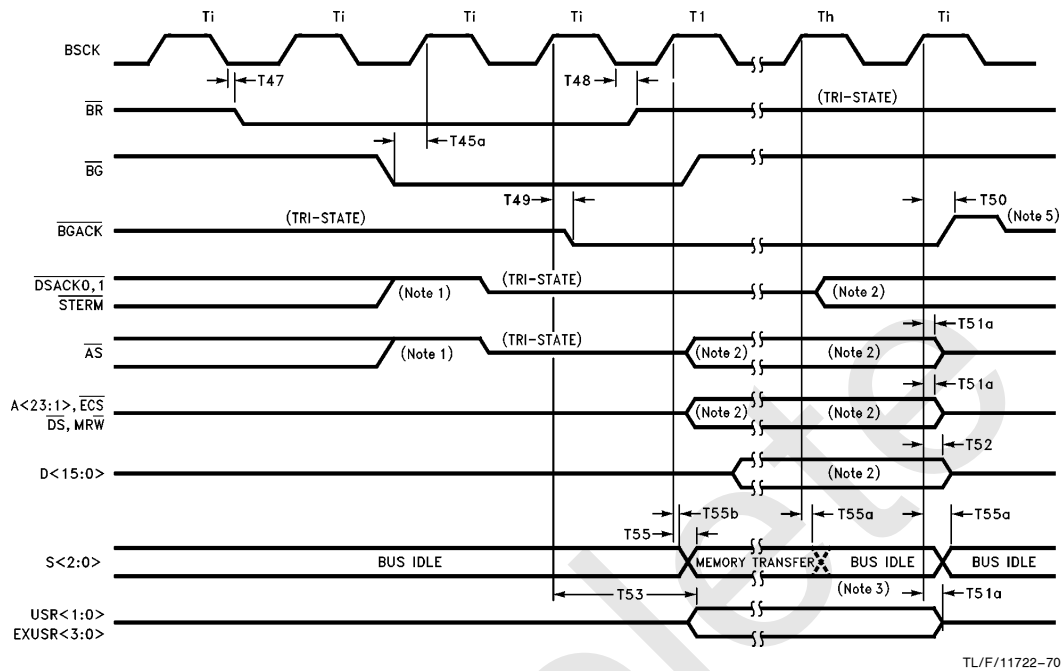 Ti Ti Ti Ti T1 Th Ti
BSCK
T47 T48
BR (TRI-STATE)
T45a
BG
T49 T50
(TRI-STATE) (Note 5)
BGACK
DSACK0,1 (Note 1) (TRI-STATE) (Note 2)
STERM
T51a
AS (Note 1) (TRI-STATE) (Note 2) (Note 2)
T51a
A<23:1>, ECS (Note 2) (Note 2)
DS, MRW
T52
D<15:0> (Note 2)
T55b T55a T55a
T55
S<2:0> BUS IDLE MEMORY TRANSFER BUS IDLE BUS IDLE
T53 (Note 3) T51a
USR<1:0>
EXUSR<3:0>
TL/F/11722-70